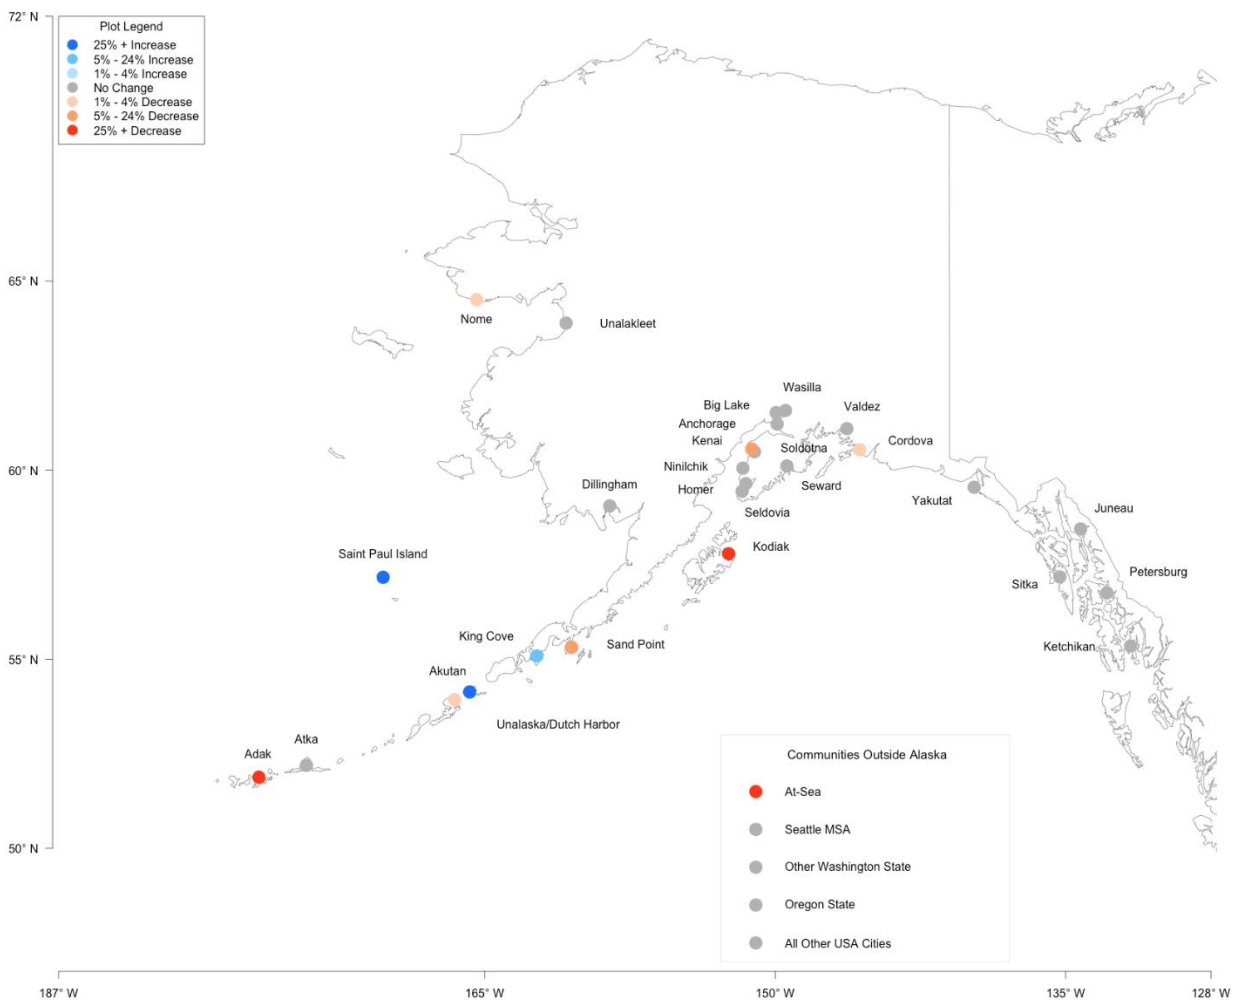 72° N
Plot Legend
25% + Increase
5% - 24% Increase
1% - 4% Increase
No Change
1% - 4% Decrease
5% - 24% Decrease
25% + Decrease
65° N
Nome
Unalakleet
Wasilla
Big Lake
Valdez
Anchorage
Kenai
Soldotna
Cordova
60° N
Ninilchik
Dillingham
Homer
Seward
Yakutat
Seldovia
Juneau
Kodiak
Saint Paul Island
Petersburg
Sitka
King Cove
Sand Point
Ketchikan
55° N
Akutan
Unalaska/Dutch Harbor
Atka
Adak
Communities Outside Alaska
At-Sea
Seattle MSA
50° N
Other Washington State
Oregon State
All Other USA Cities
187° W
165° W
150° W
135° W
128° W